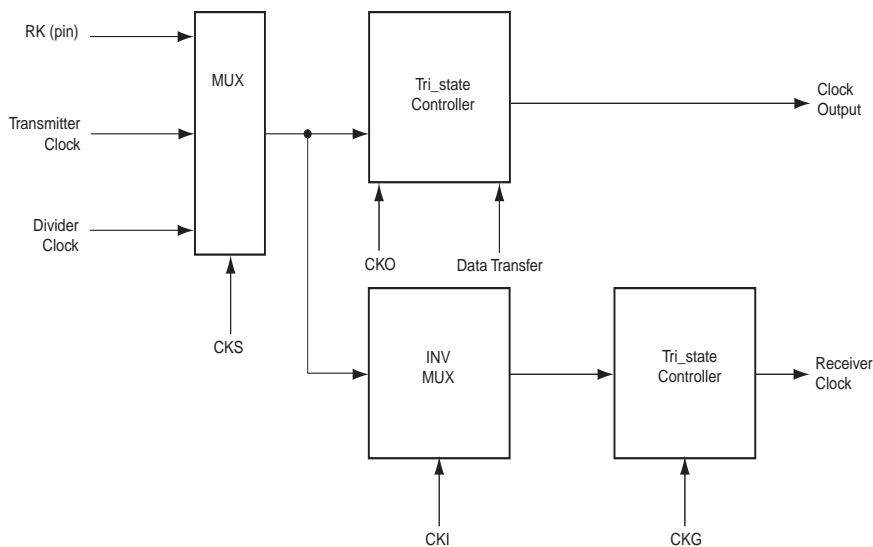 RK (pin)
MUX
Tri_state
Controller
Clock
Output
Transmitter
Clock
Divider
Clock
CKO
Data Transfer
CKS
INV
MUX
Tri_state
Controller
Receiver
Clock
CKI
CKG